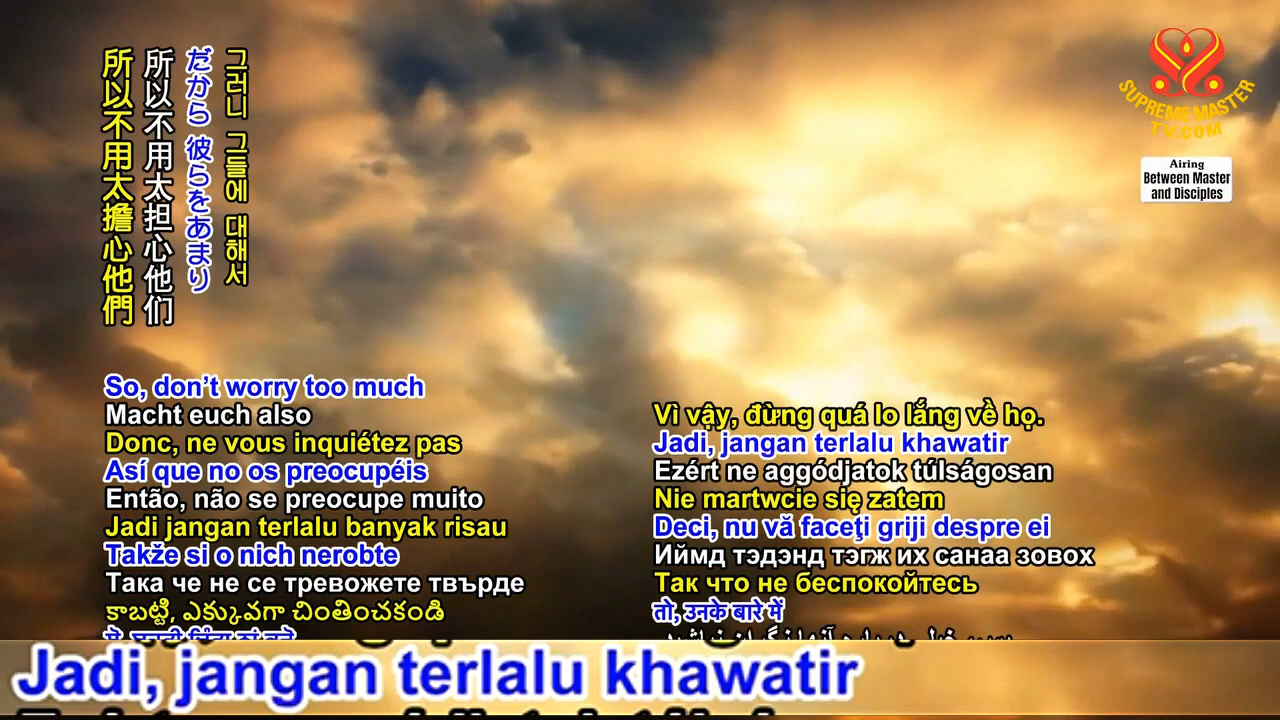 所以不用太擔心他們
所以不用太担心他们
だから 彼らをあまり
그러니 그들에 대해서
SUPREME MASTER
TV.COM
Airing
Between Master
and Disciples
So, don’t worry too much
Macht euch also
Donc, ne vous inquiétez pas
Así que no os preocupéis
Então, não se preocupe muito
Jadi jangan terlalu banyak risau
Takže si o nich nerobte
Така че не се тревожете твърде
కాబట్టి, ఎక్కువగా చింతించకండి
Vì vậy, đừng quá lo lắng về họ.
Jadi, jangan terlalu khawatir
Ezért ne aggódjatok túlságosan
Nie martwcie się zatem
Deci, nu vă faceţi griji despre ei
Иймд тэдэнд тэгж их санаа зовох
Так что не беспокойтесь
तो, उनके बारे में
Jadi, jangan terlalu khawatir